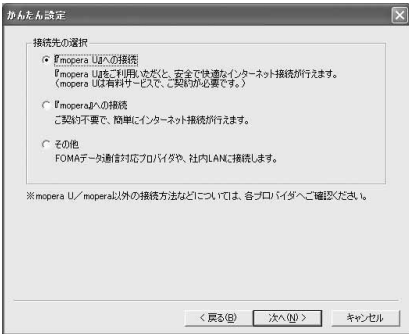 かんたん設定
接続先の選択
『mopera U』への接続
『mopera U』をご利用いただくと、安全で快適なインターネット接続が行えます。
(mopera Uは有料サービスで、ご契約が必要です。)
『mopera』への接続
ご契約不要で、簡単にインターネット接続が行えます。
その他
FOMAデータ通信対応プロバイダや、社内LANに接続します。
※mopera U／mopera以外の接続方法などについては、各プロバイダへご確認ください。
< 戻る(B)
次へ(N) >
キャンセル